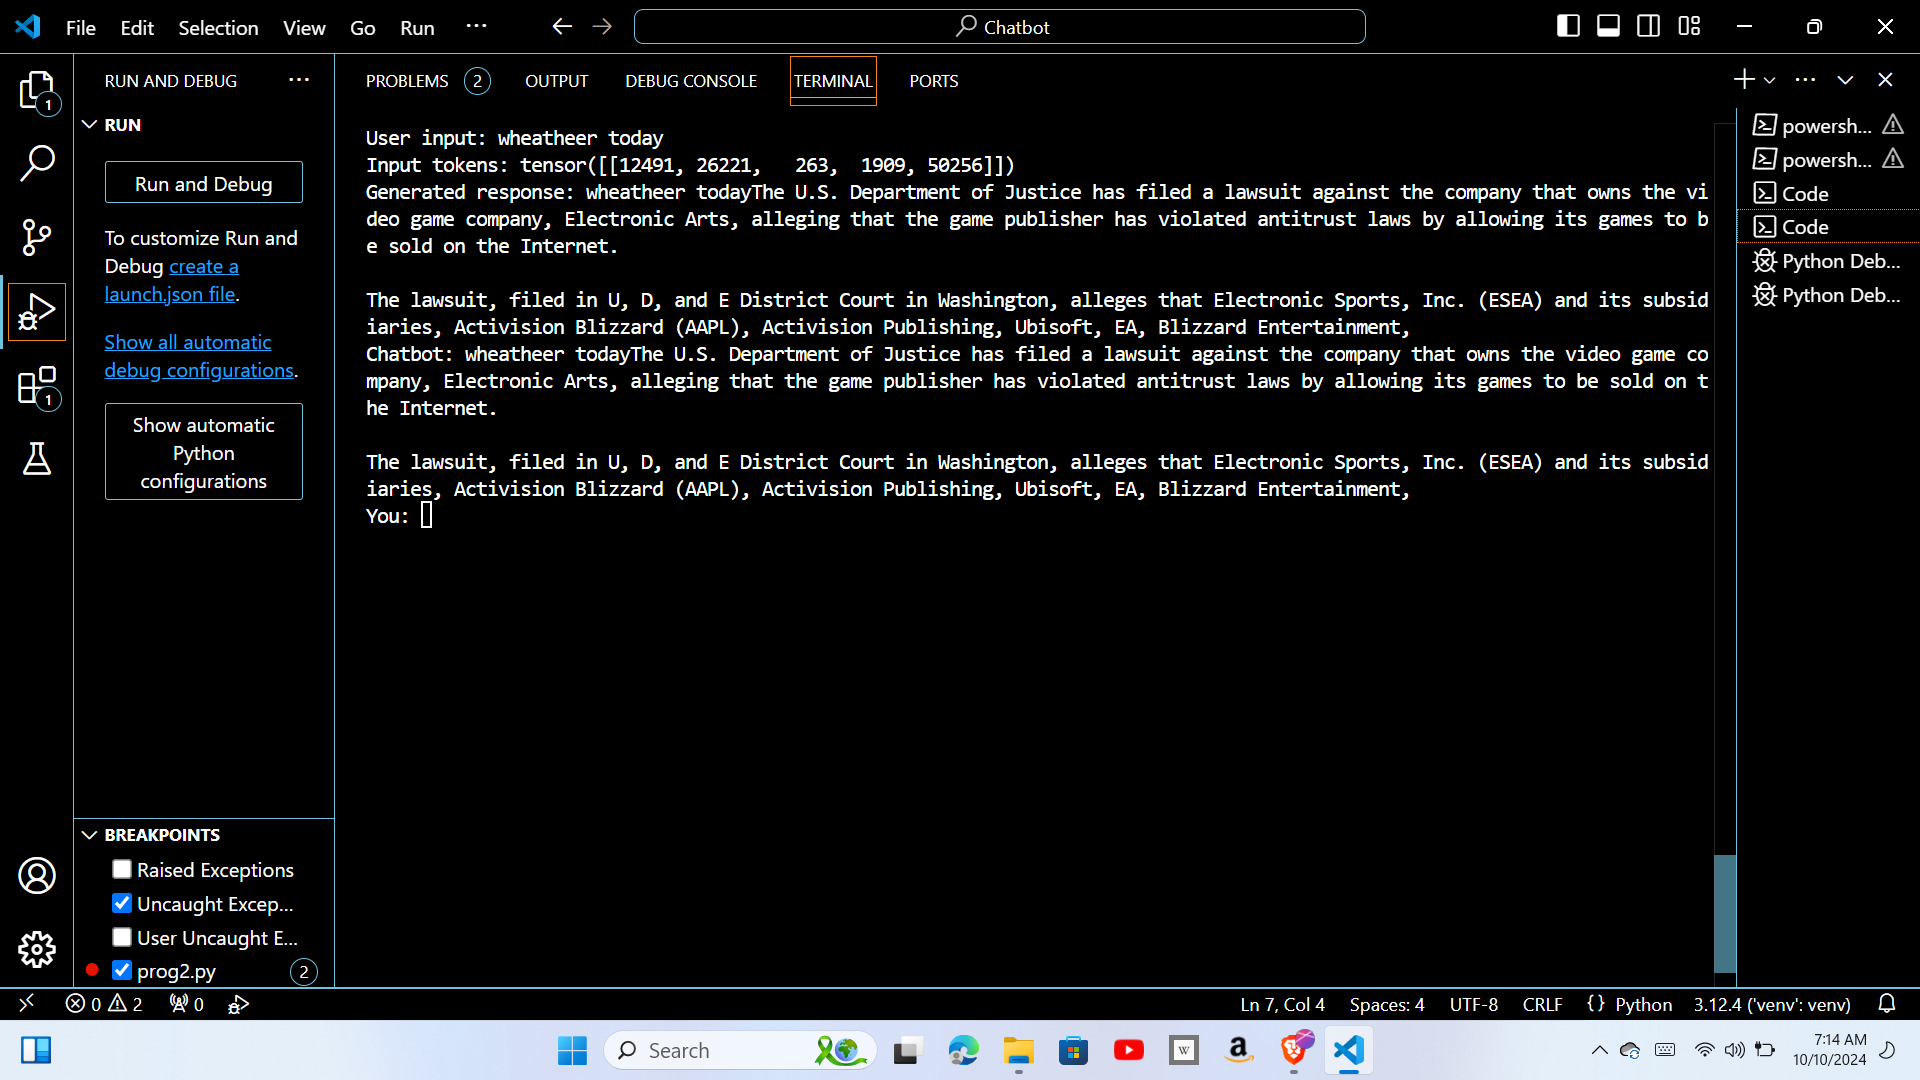 File Edit Selection View Go Run ··· Chatbot
RUN AND DEBUG ···
PROBLEMS 2 OUTPUT DEBUG CONSOLE TERMINAL PORTS
RUN
Run and Debug
To customize Run and
Debug create a
launch.json file.
Show all automatic
debug configurations.
Show automatic
Python
configurations
1
1
User input: wheatheer today
Input tokens: tensor([[12491, 26221,   263,  1909, 50256]])
Generated response: wheatheer todayThe U.S. Department of Justice has filed a lawsuit against the company that owns the vi
deo game company, Electronic Arts, alleging that the game publisher has violated antitrust laws by allowing its games to b
e sold on the Internet.
The lawsuit, filed in U, D, and E District Court in Washington, alleges that Electronic Sports, Inc. (ESEA) and its subsid
iaries, Activision Blizzard (AAPL), Activision Publishing, Ubisoft, EA, Blizzard Entertainment,
Chatbot: wheatheer todayThe U.S. Department of Justice has filed a lawsuit against the company that owns the video game co
mpany, Electronic Arts, alleging that the game publisher has violated antitrust laws by allowing its games to be sold on t
he Internet.
The lawsuit, filed in U, D, and E District Court in Washington, alleges that Electronic Sports, Inc. (ESEA) and its subsid
iaries, Activision Blizzard (AAPL), Activision Publishing, Ubisoft, EA, Blizzard Entertainment,
You:
powersh...
powersh...
Code
Code
Python Deb...
Python Deb...
BREAKPOINTS
Raised Exceptions
Uncaught Excep...
User Uncaught E...
prog2.py 2
0 2 0 Ln 7, Col 4 Spaces: 4 UTF-8 CRLF {} Python 3.12.4 ('venv': venv)
Search
W
a
7:14 AM
10/10/2024